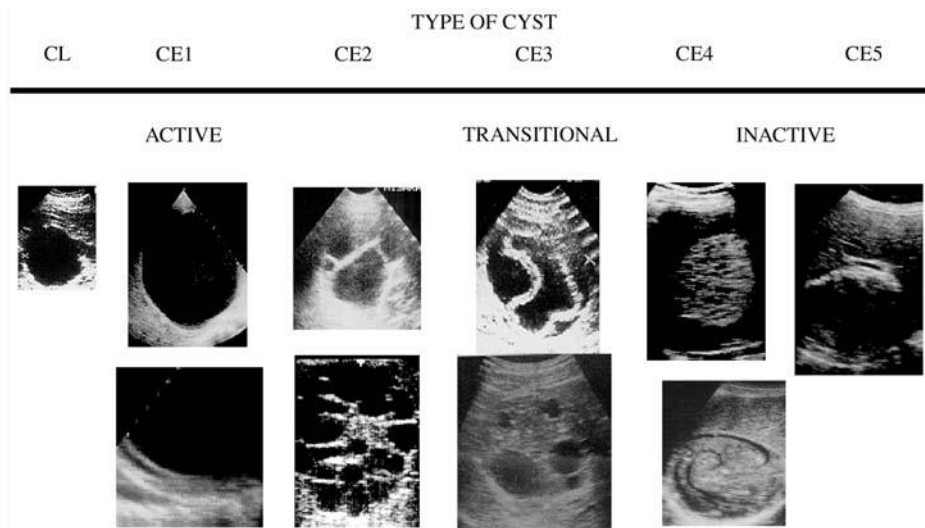 TYPE OF CYST
CL CE1 CE2 CE3 CE4 CE5
ACTIVE TRANSITIONAL INACTIVE